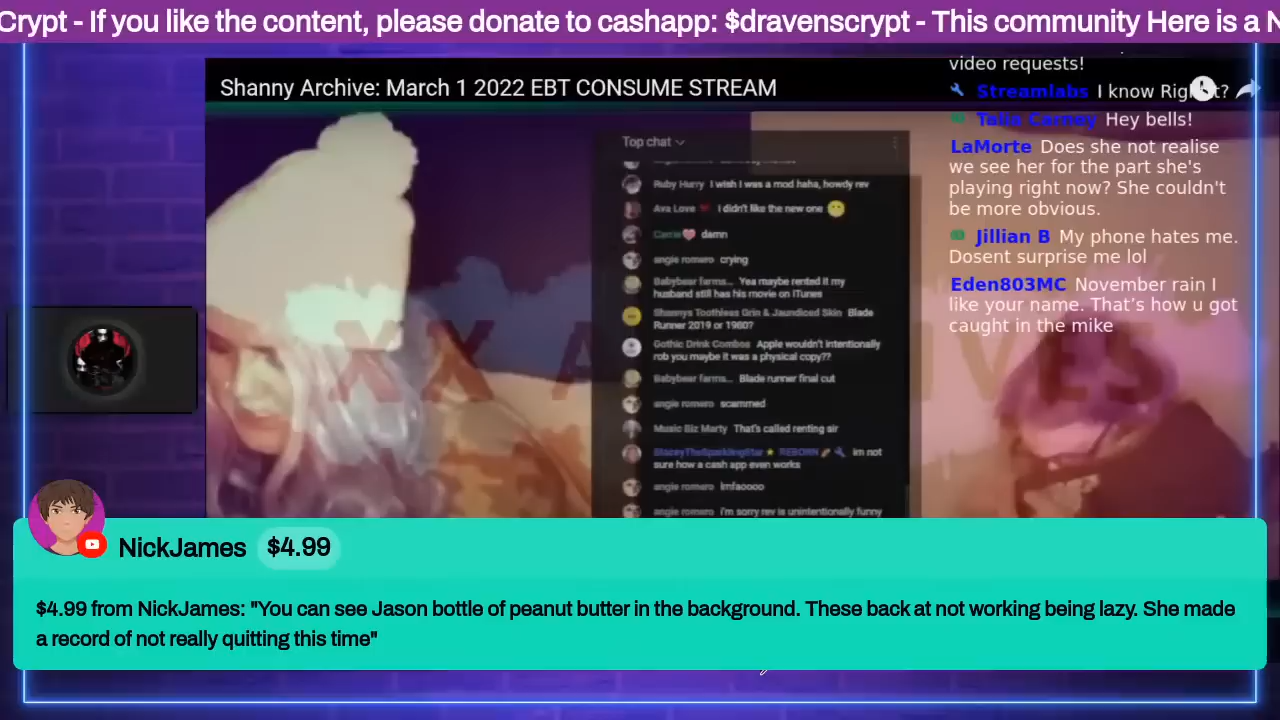 Crypt - If you like the content, please donate to cashapp: $dravenscrypt - This community Here is a N
Shanny Archive: March 1 2022 EBT CONSUME STREAM
video requests!
Streamlabs I know Right?
Talia Carney Hey bells!
LaMorte Does she not realise
we see her for the part she's
playing right now? She couldn't
be more obvious.
Jillian B My phone hates me.
Dosent surprise me lol
Eden803MC November rain I
like your name. That's how u got
caught in the mike
Top chat
Ruby Hurry I wish I was a mod haha, howdy rev
Ava Love I didn't like the new one
Carrie damn
angie romero crying
Babybear farms... Yea maybe rented it my
husband still has his movie on iTunes
Shannys Toothless Grin & Jaundiced Skin Blade
Runner 2019 or 1980?
Gothic Drink Combos Apple wouldn't intentionally
rob you maybe it was a physical copy??
Babybear farms... Blade runner final cut
angie romero scammed
Music Biz Marty That's called renting sir
StaceyTheSparklingStar REBORN im not
sure how a cash app even works
angie romero lmfaoooo
angie romero i'm sorry rev is unintentionally funny
NickJames $4.99
$4.99 from NickJames: "You can see Jason bottle of peanut butter in the background. These back at not working being lazy. She made
a record of not really quitting this time"